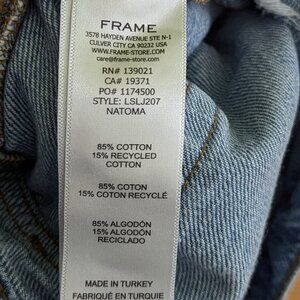 FRAME
3578 HAYDEN AVENUE STE N-1
CULVER CITY CA 90232 USA
WWW.FRAME-STORE.COM
care@frame-store.com
RN# 139021
CA# 19371
PO# 1174500
STYLE: LSLJ207
NATOMA
85% COTTON
15% RECYCLED
COTTON
85% COTON
15% COTON RECYCLÉ
85% ALGODÓN
15% ALGODÓN
RECICLADO
MADE IN TURKEY
FABRIQUÉ EN TURQUIE